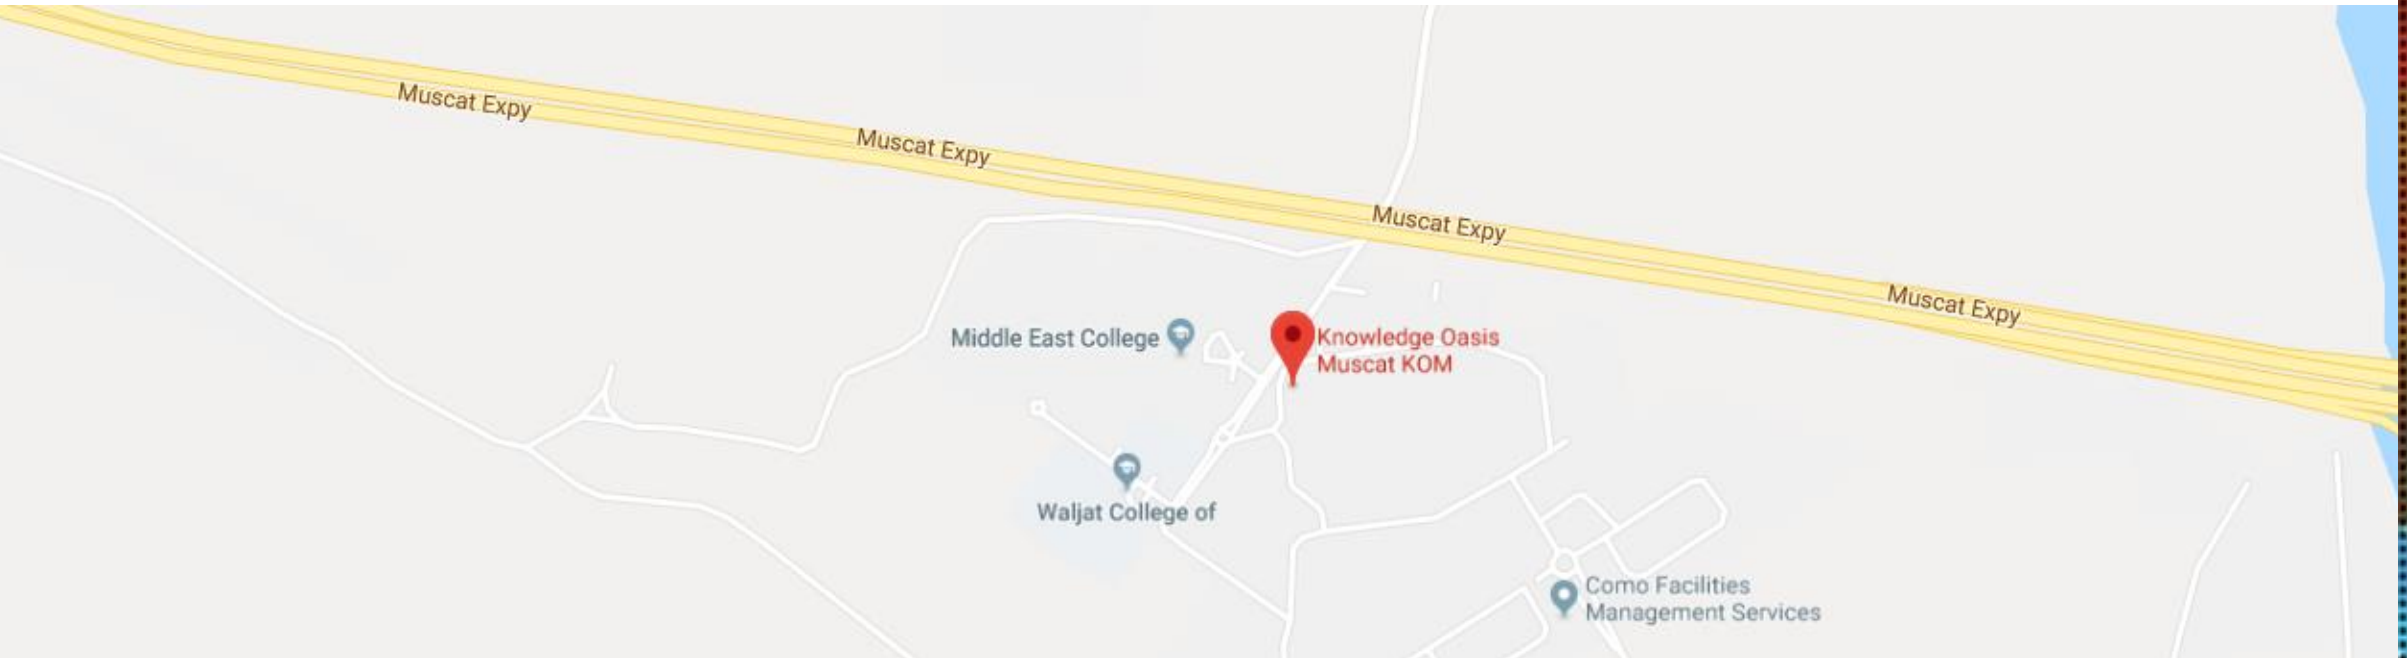 Muscat Expy
Muscat Expy
Muscat Expy
Muscat Expy
Middle East College
Knowledge Oasis
Muscat KOM
Waljat College of
Como Facilities
Management Services